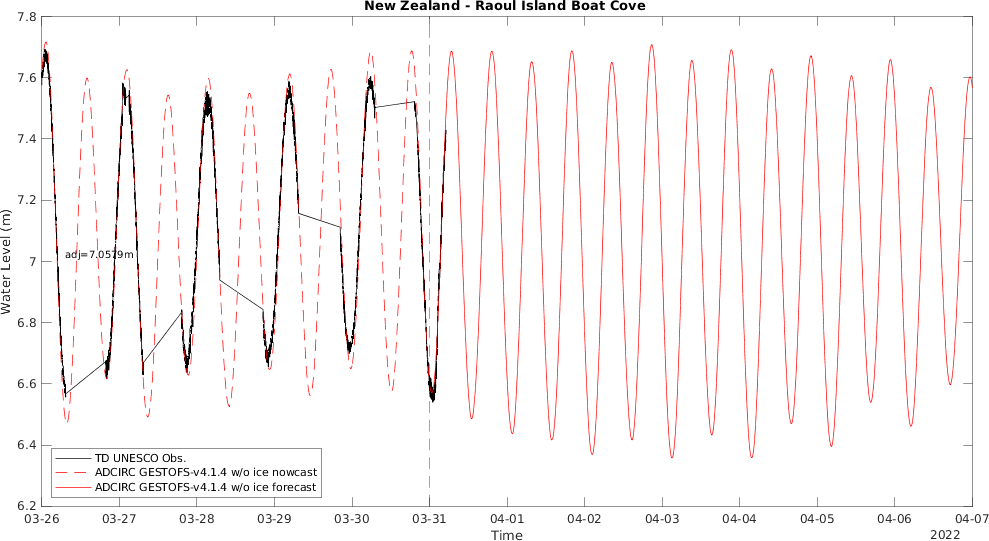 New Zealand - Raoul Island Boat Cove
7.8
7.6
7.4
7.2
7
6.8
6.6
6.4
6.2
Water Level (m)
adj=7.0579m
TD UNESCO Obs.
ADCIRC GESTOFS-v4.1.4 w/o ice nowcast
ADCIRC GESTOFS-v4.1.4 w/o ice forecast
03-26 03-27 03-28 03-29 03-30 03-31 04-01 04-02 04-03 04-04 04-05 04-06 04-07
Time
2022